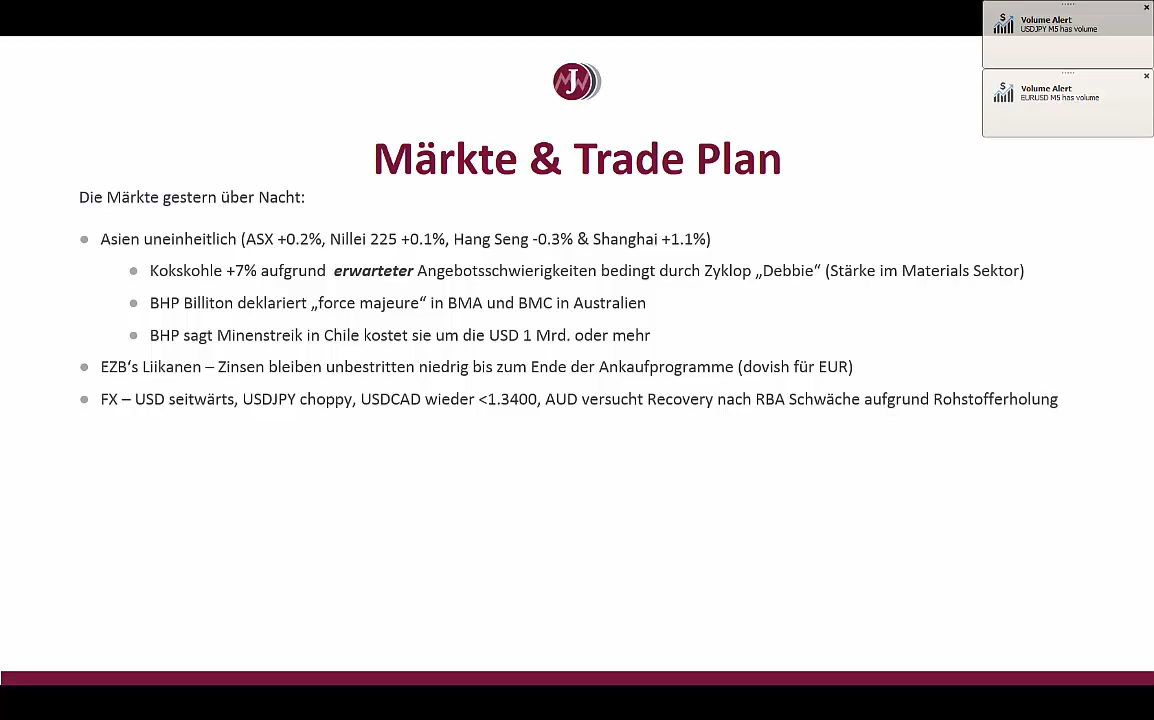 Volume Alert
USDJPY M5 has volume
Volume Alert
EURUSD M5 has volume
J
Märkte & Trade Plan
Die Märkte gestern über Nacht:
Asien uneinheitlich (ASX +0.2%, Nillei 225 +0.1%, Hang Seng -0.3% & Shanghai +1.1%)
Kokskohle +7% aufgrund erwarteter Angebotsschwierigkeiten bedingt durch Zyklop „Debbie“ (Stärke im Materials Sektor)
BHP Billiton deklariert „force majeure“ in BMA und BMC in Australien
BHP sagt Minenstreik in Chile kostet sie um die USD 1 Mrd. oder mehr
EZB‘s Liikanen – Zinsen bleiben unbestritten niedrig bis zum Ende der Ankaufprogramme (dovish für EUR)
FX – USD seitwärts, USDJPY choppy, USDCAD wieder <1.3400, AUD versucht Recovery nach RBA Schwäche aufgrund Rohstofferholung